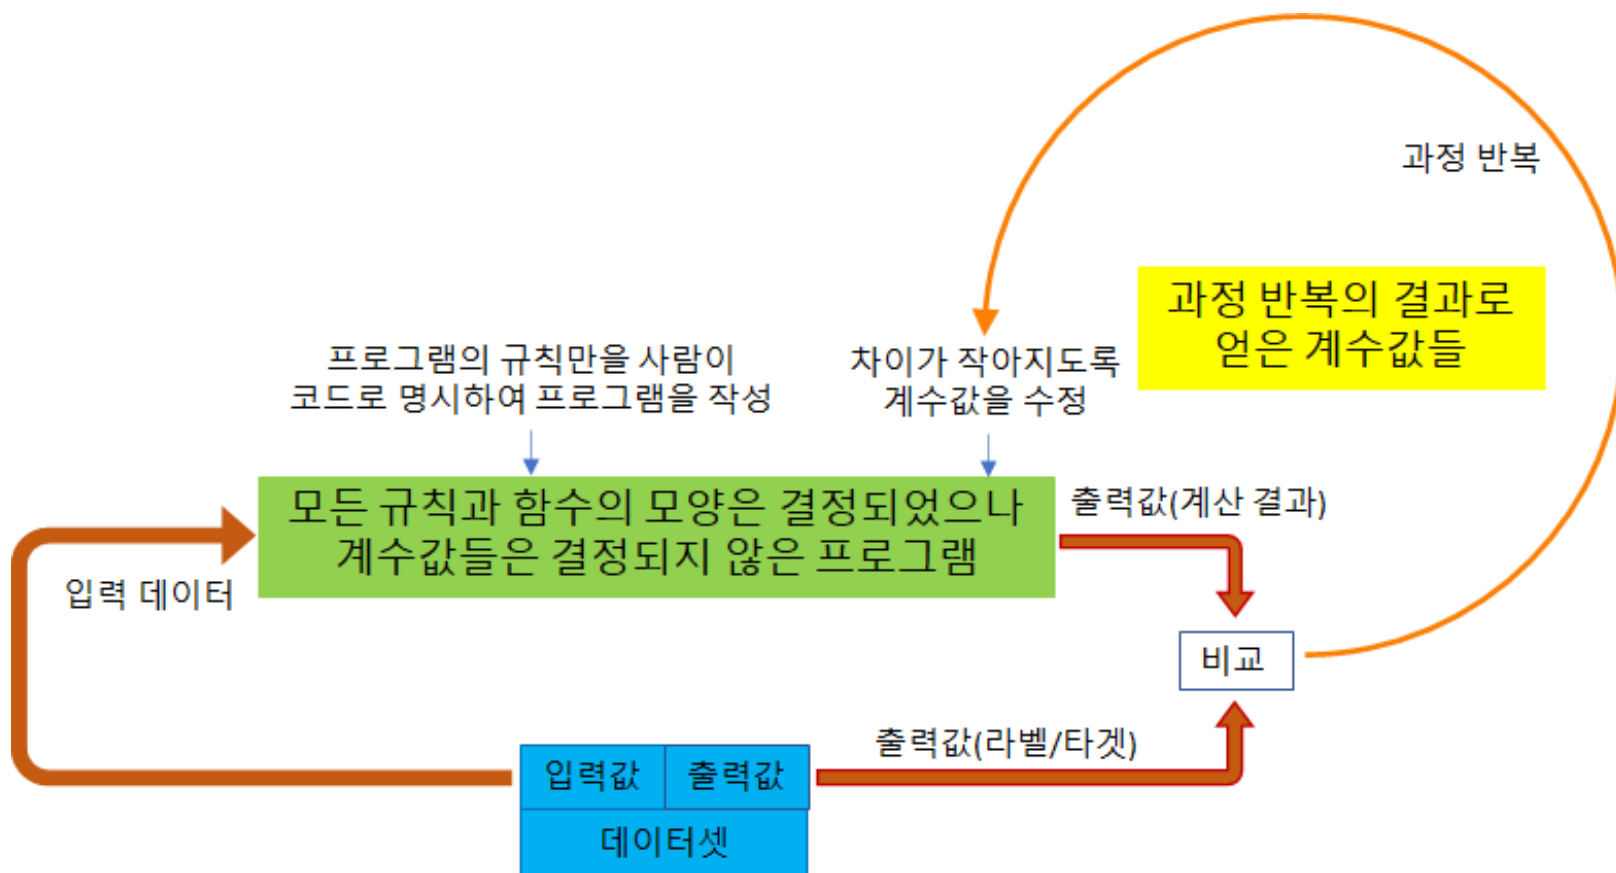 과정 반복
과정 반복의 결과로
얻은 계수값들
프로그램의 규칙만을 사람이
코드로 명시하여 프로그램을 작성
차이가 작아지도록
계수값을 수정
모든 규칙과 함수의 모양은 결정되었으나
계수값들은 결정되지 않은 프로그램
출력값(계산 결과)
입력 데이터
비교
출력값(라벨/타겟)
입력값 출력값
데이터셋